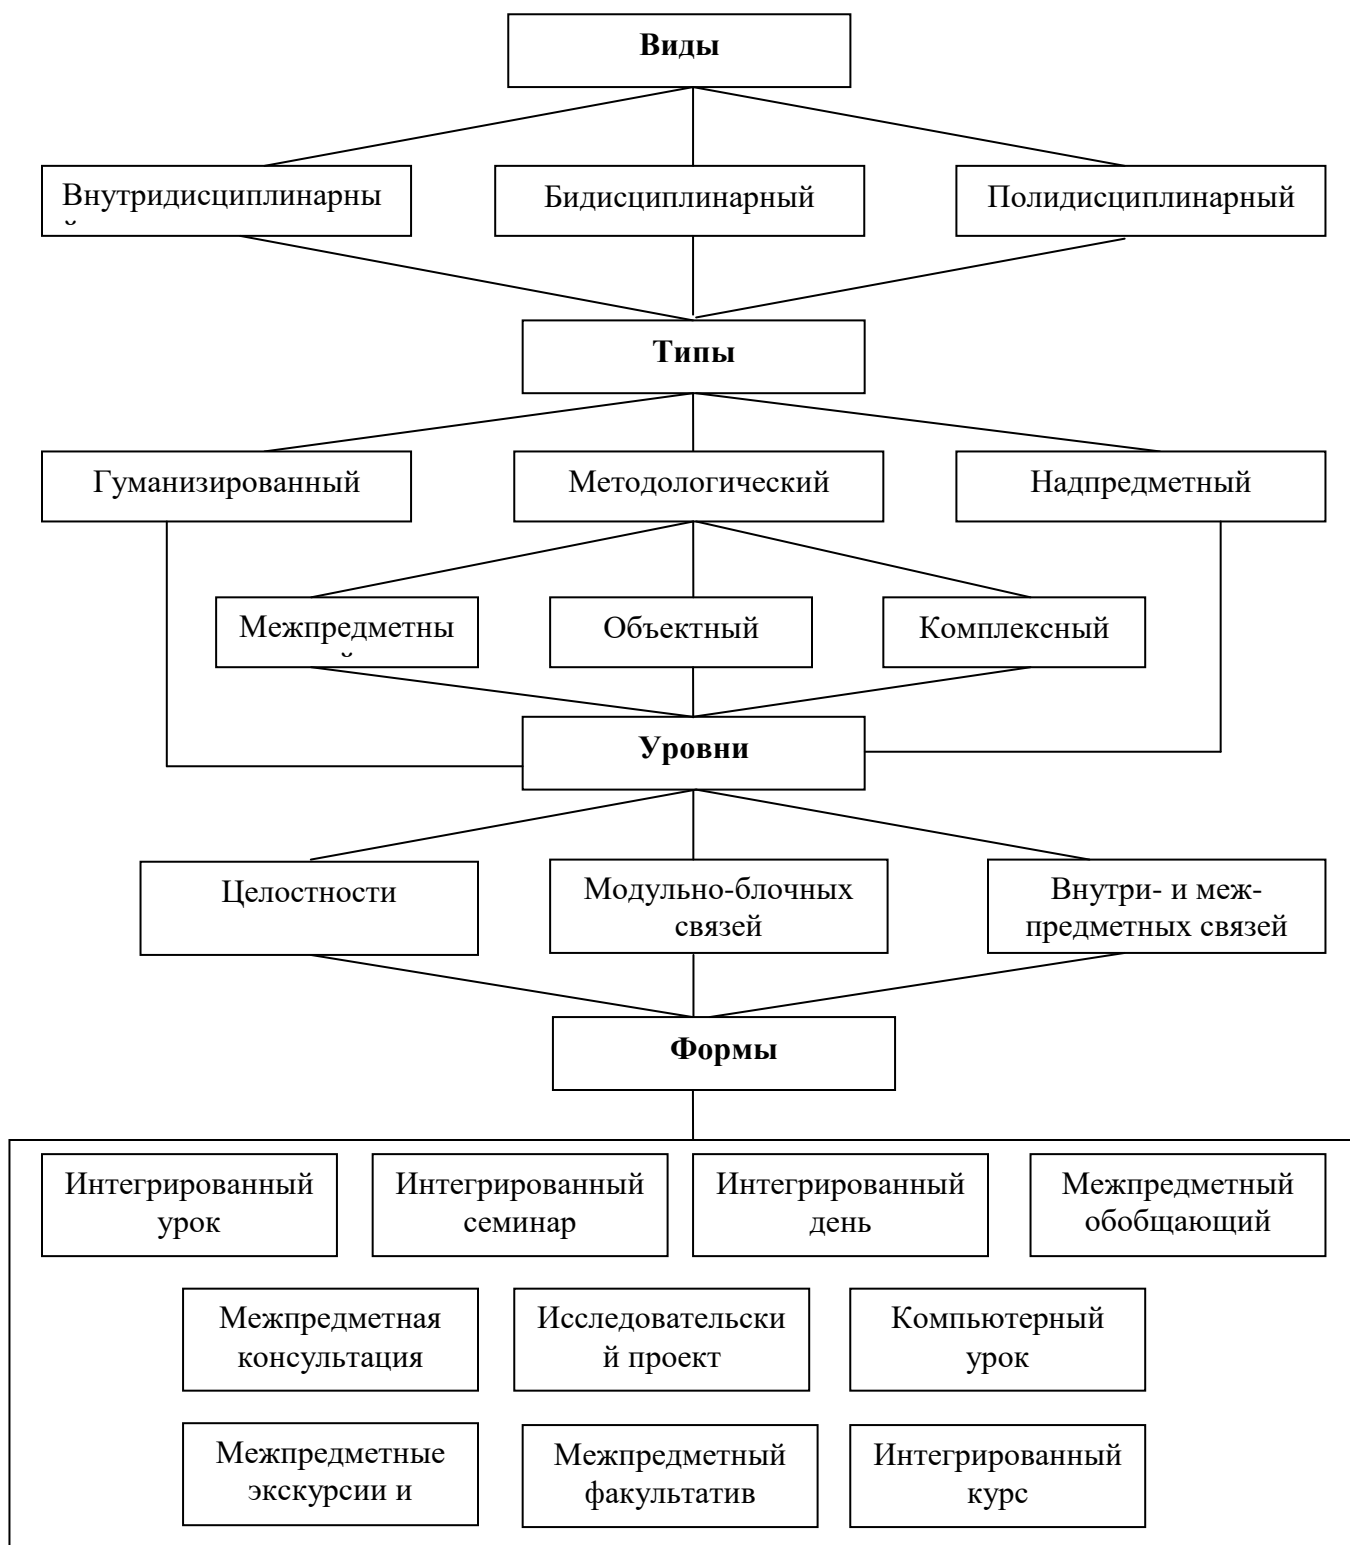 Виды
Внутридисциплинарны
й
Бидисциплинарный
Полидисциплинарный
Типы
Гуманизированный
Методологический
Надпредметный
Межпредметны
й
Объектный
Комплексный
Уровни
Целостности
Модульно-блочных
связей
Внутри- и меж-
предметных связей
Формы
Интегрированный
урок
Интегрированный
семинар
Интегрированный
день
Межпредметный
обобщающий
Межпредметная
консультация
Исследовательски
й проект
Компьютерный
урок
Межпредметные
экскурсии и
Межпредметный
факультатив
Интегрированный
курс